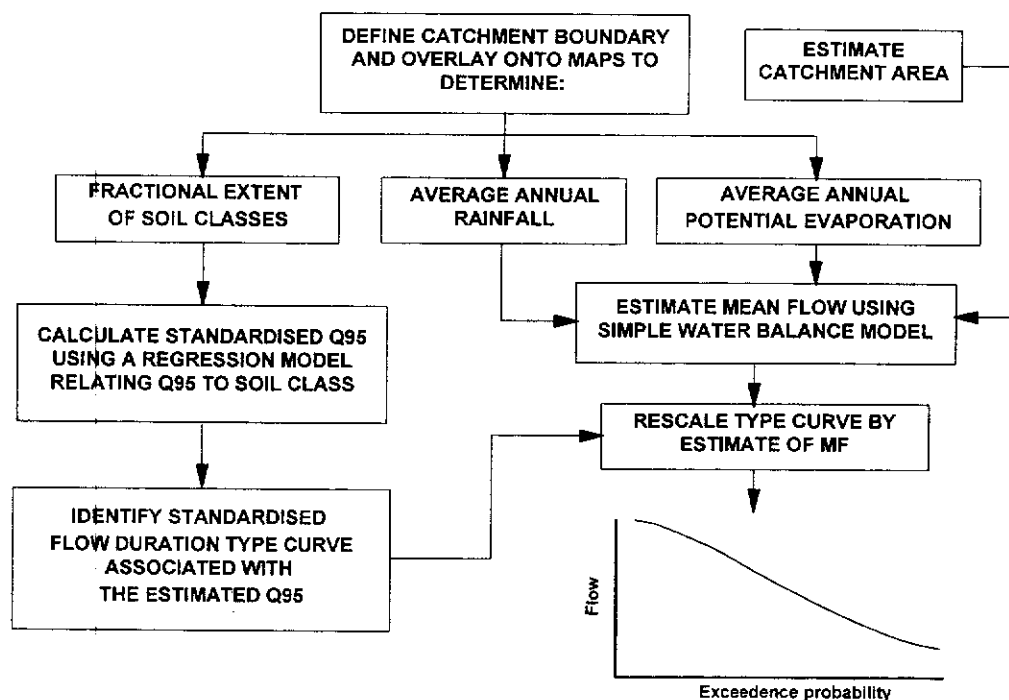 DEFINE CATCHMENT BOUNDARY
AND OVERLAY ONTO MAPS TO
DETERMINE:
ESTIMATE
CATCHMENT AREA
FRACTIONAL EXTENT
OF SOIL CLASSES
AVERAGE ANNUAL
RAINFALL
AVERAGE ANNUAL
POTENTIAL EVAPORATION
CALCULATE STANDARDISED Q95
USING A REGRESSION MODEL
RELATING Q95 TO SOIL CLASS
ESTIMATE MEAN FLOW USING
SIMPLE WATER BALANCE MODEL
RESCALE TYPE CURVE BY
ESTIMATE OF MF
IDENTIFY STANDARDISED
FLOW DURATION TYPE CURVE
ASSOCIATED WITH
THE ESTIMATED Q95
Flow
Exceedence probability